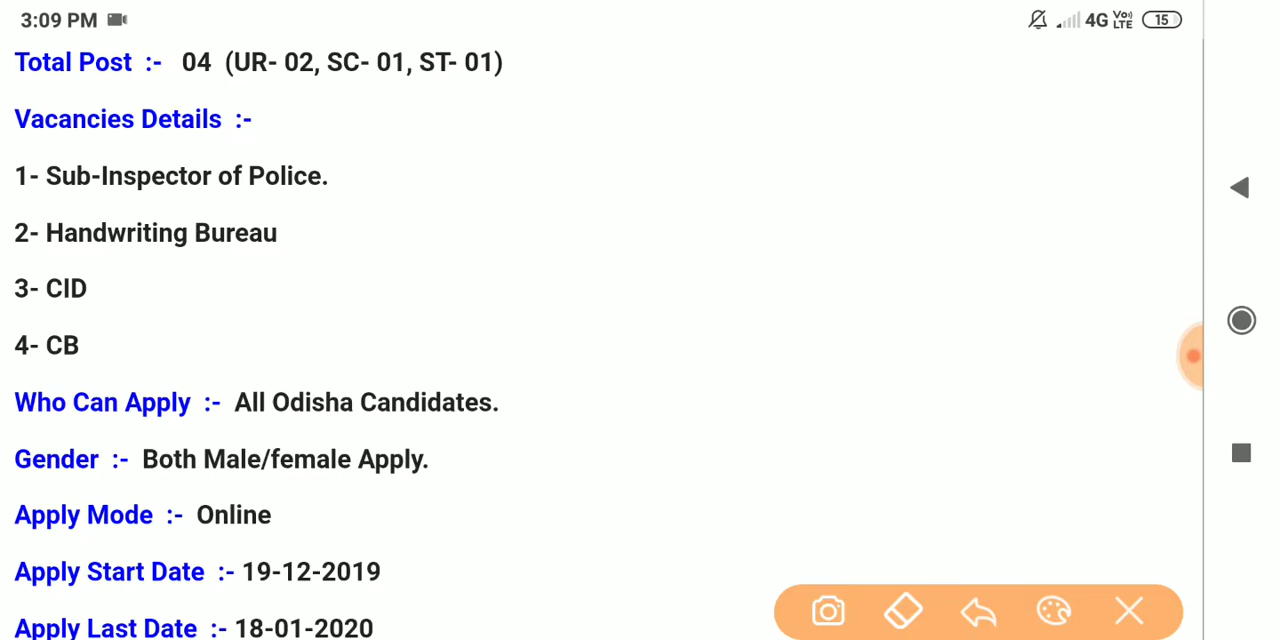 3:09 PM 4G Vo) LTE 15
Total Post :- 04 (UR- 02, SC- 01, ST- 01)
Vacancies Details :-
1- Sub-Inspector of Police.
2- Handwriting Bureau
3- CID
4- CB
Who Can Apply :- All Odisha Candidates.
Gender :- Both Male/female Apply.
Apply Mode :- Online
Apply Start Date :- 19-12-2019
Apply Last Date :- 18-01-2020